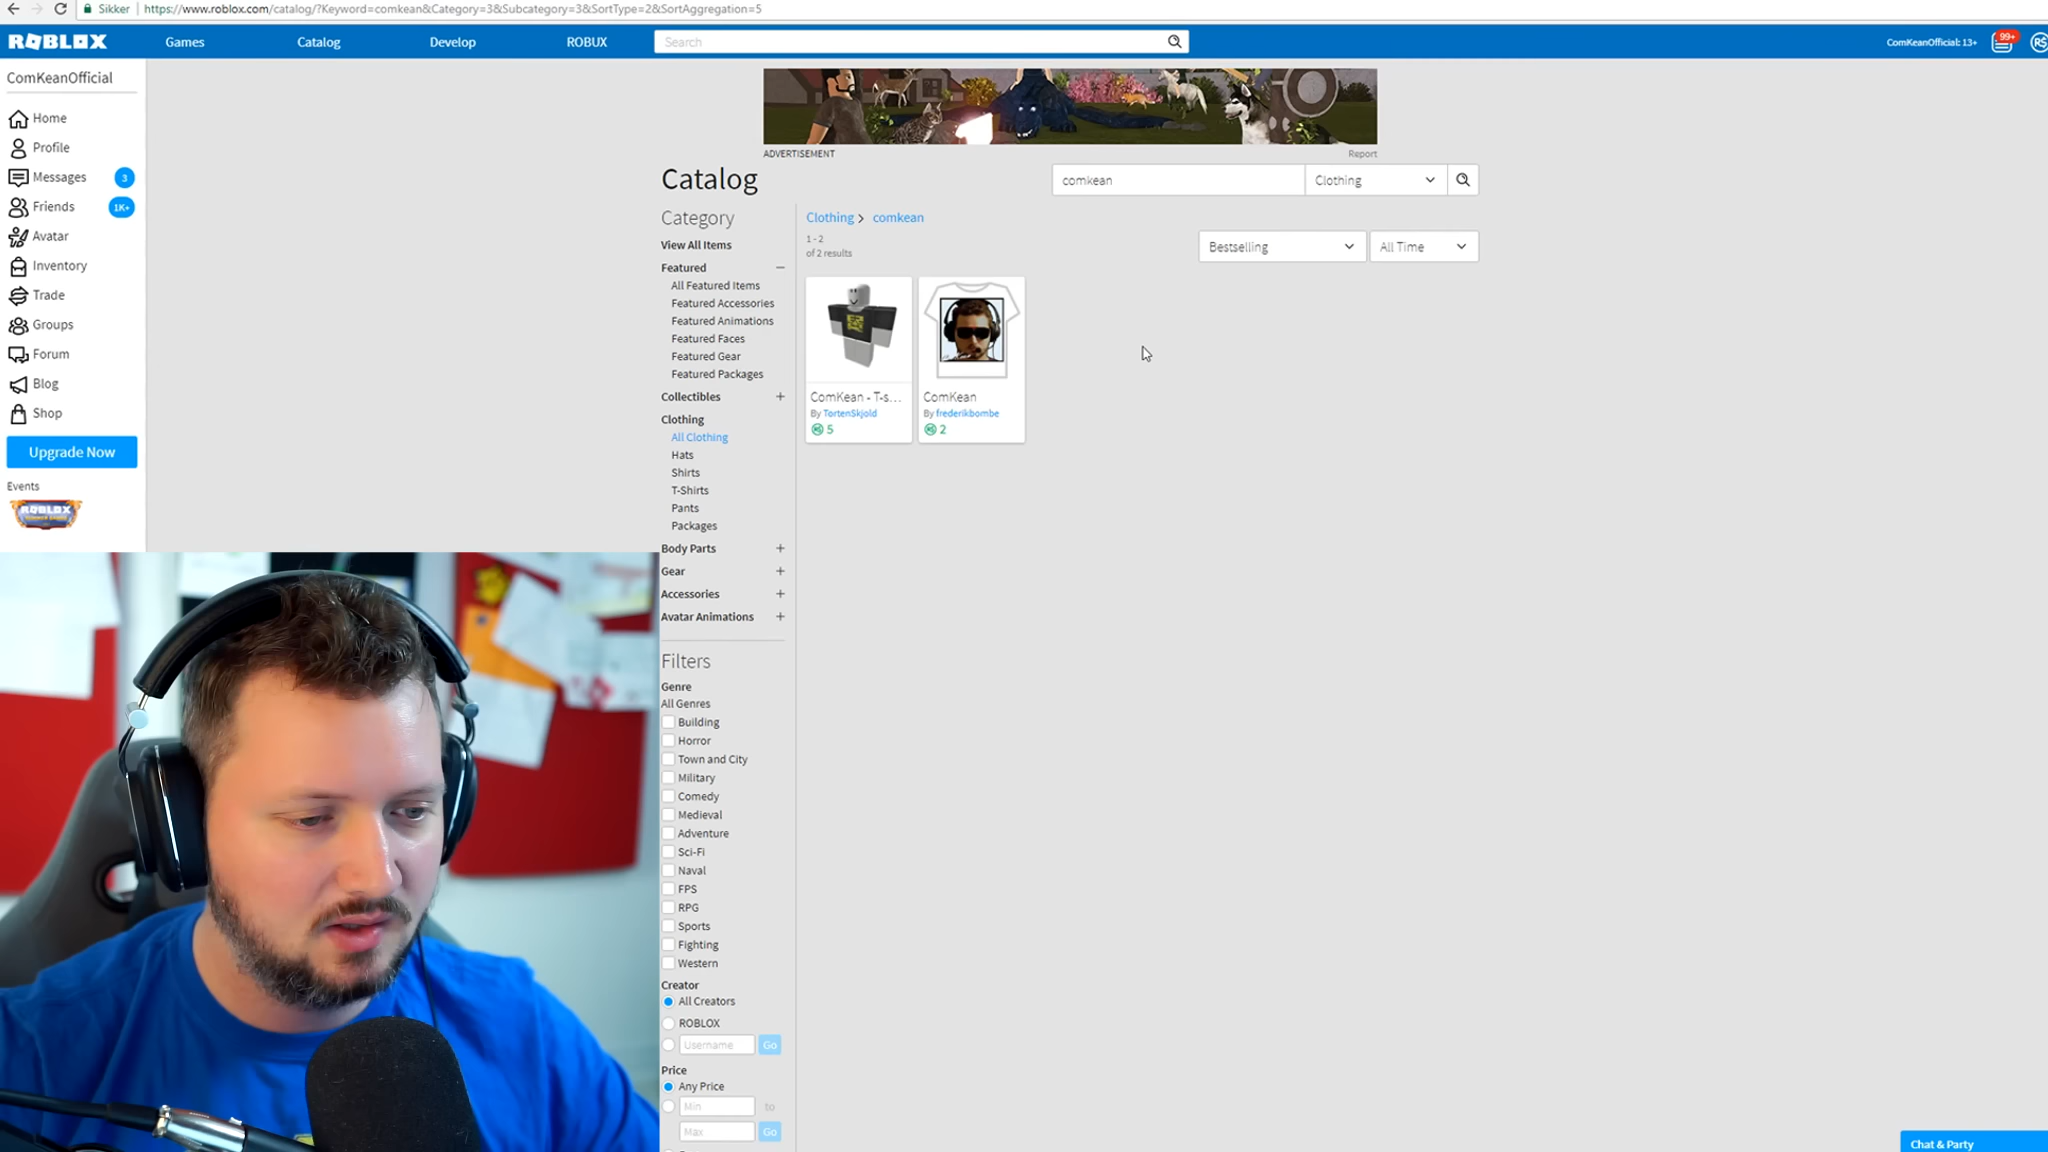 Sikker https://www.roblox.com/catalog/?Keyword=comkean&Category=3&Subcategory=3&SortType=2&SortAggregation=5
ROBLOX Games Catalog Develop ROBUX Search ComKeanOfficial: 13+ 99+
ComKeanOfficial
Home
Profile
Messages 3
Friends 1K+
Avatar
Inventory
Trade
Groups
Forum
Blog
Shop
Upgrade Now
Events
ROBLOX
ADVERTISEMENT Report
Catalog comkean Clothing
Category
View All Items
Featured
All Featured Items
Featured Accessories
Featured Animations
Featured Faces
Featured Gear
Featured Packages
Collectibles
Clothing
All Clothing
Hats
Shirts
T-Shirts
Pants
Packages
Body Parts
Gear
Accessories
Avatar Animations
Filters
Genre
All Genres
Building
Horror
Town and City
Military
Comedy
Medieval
Adventure
Sci-Fi
Naval
FPS
RPG
Sports
Fighting
Western
Creator
All Creators
ROBLOX
Username Go
Price
Any Price
Min to
Max Go
Clothing > comkean
1 - 2
of 2 results
Bestselling All Time
ComKean - T-s...
By TortenSkjold
R$ 5
ComKean
By frederikbombe
R$ 2
Chat & Party